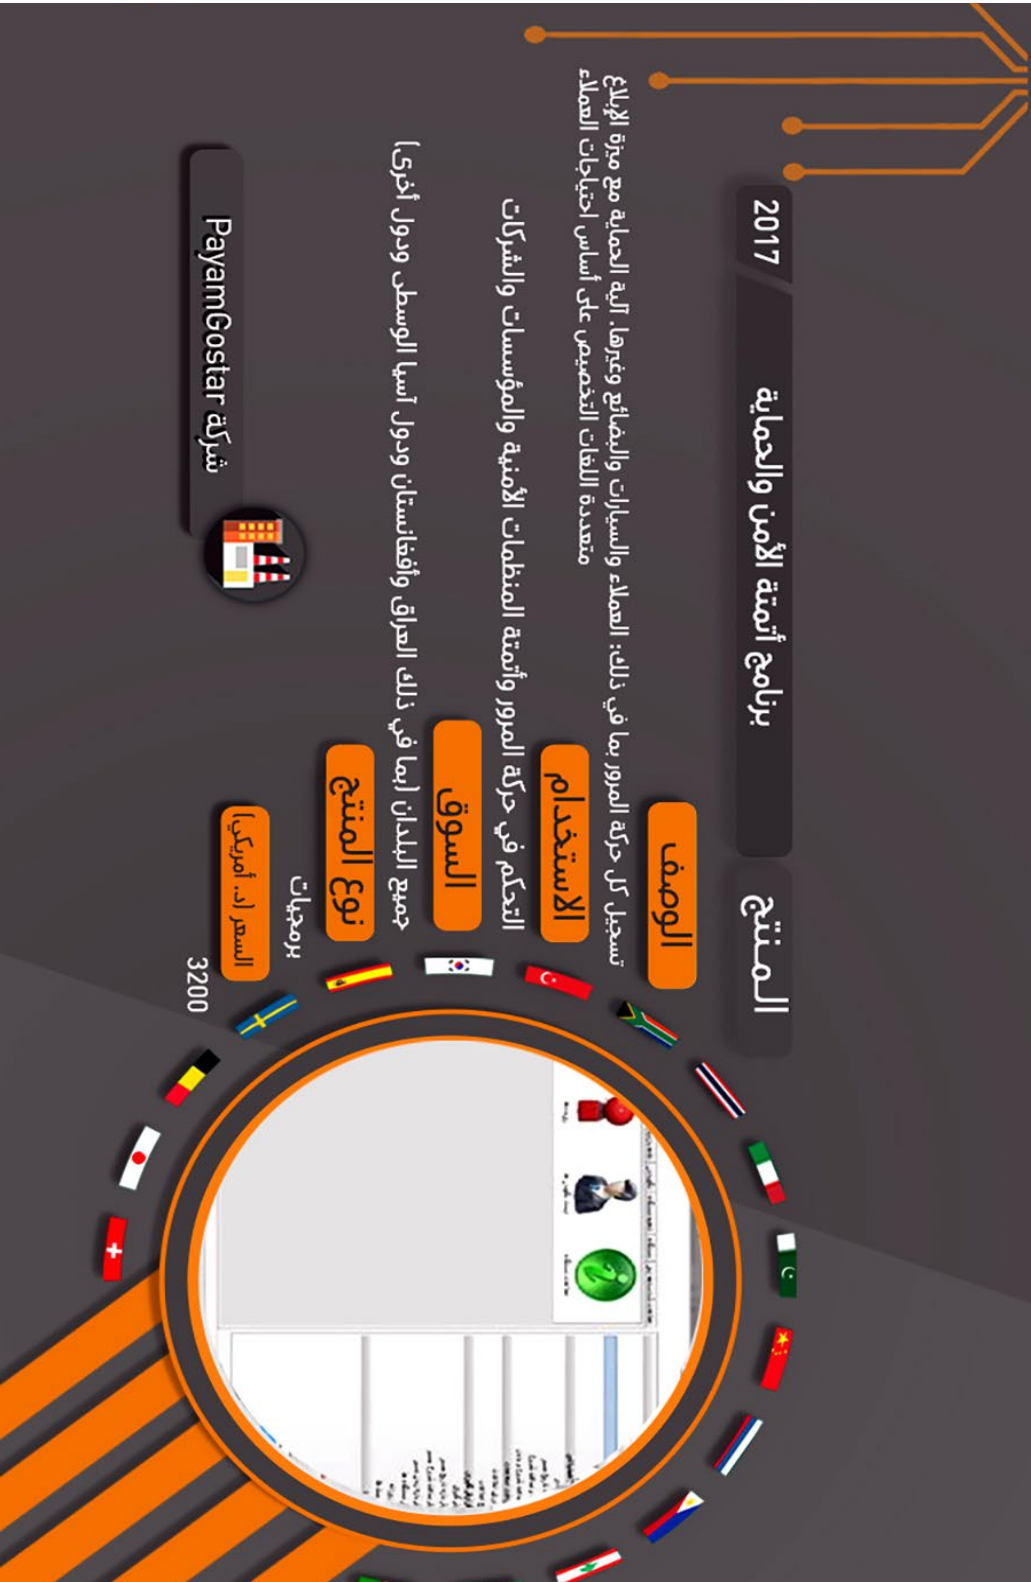 المنتج
برنامج أتمتة الأمن والحماية
2017
الوصف
تسجيل كل حركة المرور بما في ذلك: العملاء والسيارات والبضائع وغيرها. آلية الحماية مع ميزة الإبلاغ
متعددة اللغات التخصيص على أساس احتياجات العملاء
الاستخدام
التحكم في حركة المرور وأتمتة المنظمات الأمنية والمؤسسات والشركات
السوق
جميع البلدان (بما في ذلك العراق وأفغانستان ودول آسيا الوسطى ودول أخرى)
نوع المنتج
برمجيات
السعر (د. أمريكي)
3200
شركة PayamGostar